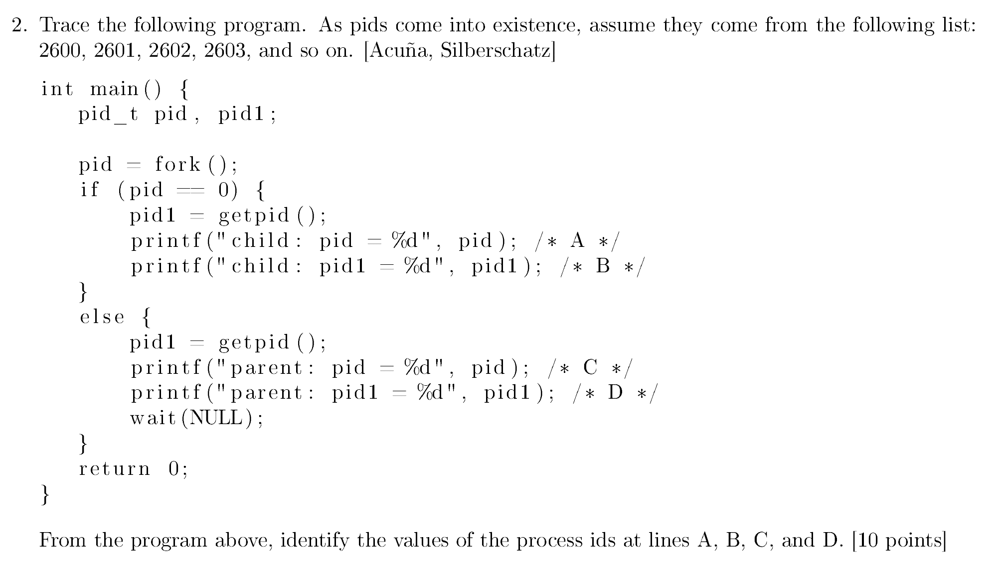 2. Trace the following program. As pids come into existence, assume they come from the following list:
2600, 2601, 2602, 2603, and so on. [Acuña, Silberschatz]
int main() {
pid_t pid, pid1;
pid = fork();
if (pid == 0) {
pid1 = getpid();
printf("child: pid = %d", pid); /* A */
printf("child: pid1 = %d", pid1); /* B */
}
else {
pid1 = getpid();
printf("parent: pid = %d", pid); /* C */
printf("parent: pid1 = %d", pid1); /* D */
wait(NULL);
}
return 0;
}
From the program above, identify the values of the process ids at lines A, B, C, and D. [10 points]